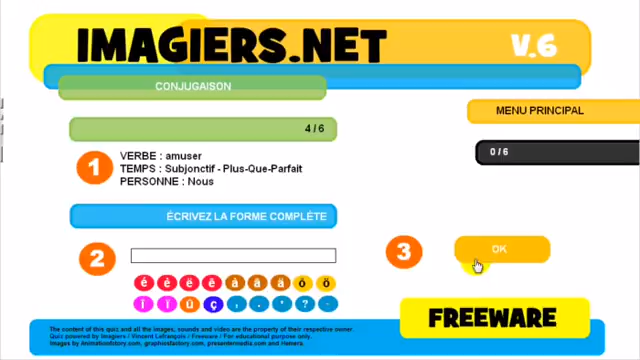 IMAGIERS.NET
V.6
CONJUGAISON
MENU PRINCIPAL
4 / 6
0 / 6
1
VERBE : amuser
TEMPS : Subjonctif - Plus-Que-Parfait
PERSONNE : Nous
ÉCRIVEZ LA FORME COMPLÈTE
2
3
OK
FREEWARE
The content of this quiz and all the images, sounds and video are the property of their respective owner.
Quiz powered by Imagiers / Vincent Lefrançois / Freeware / For educational purpose only.
Images by Animationfstory.com, graphicsfactory.com, presentermedia.com and Hemera.